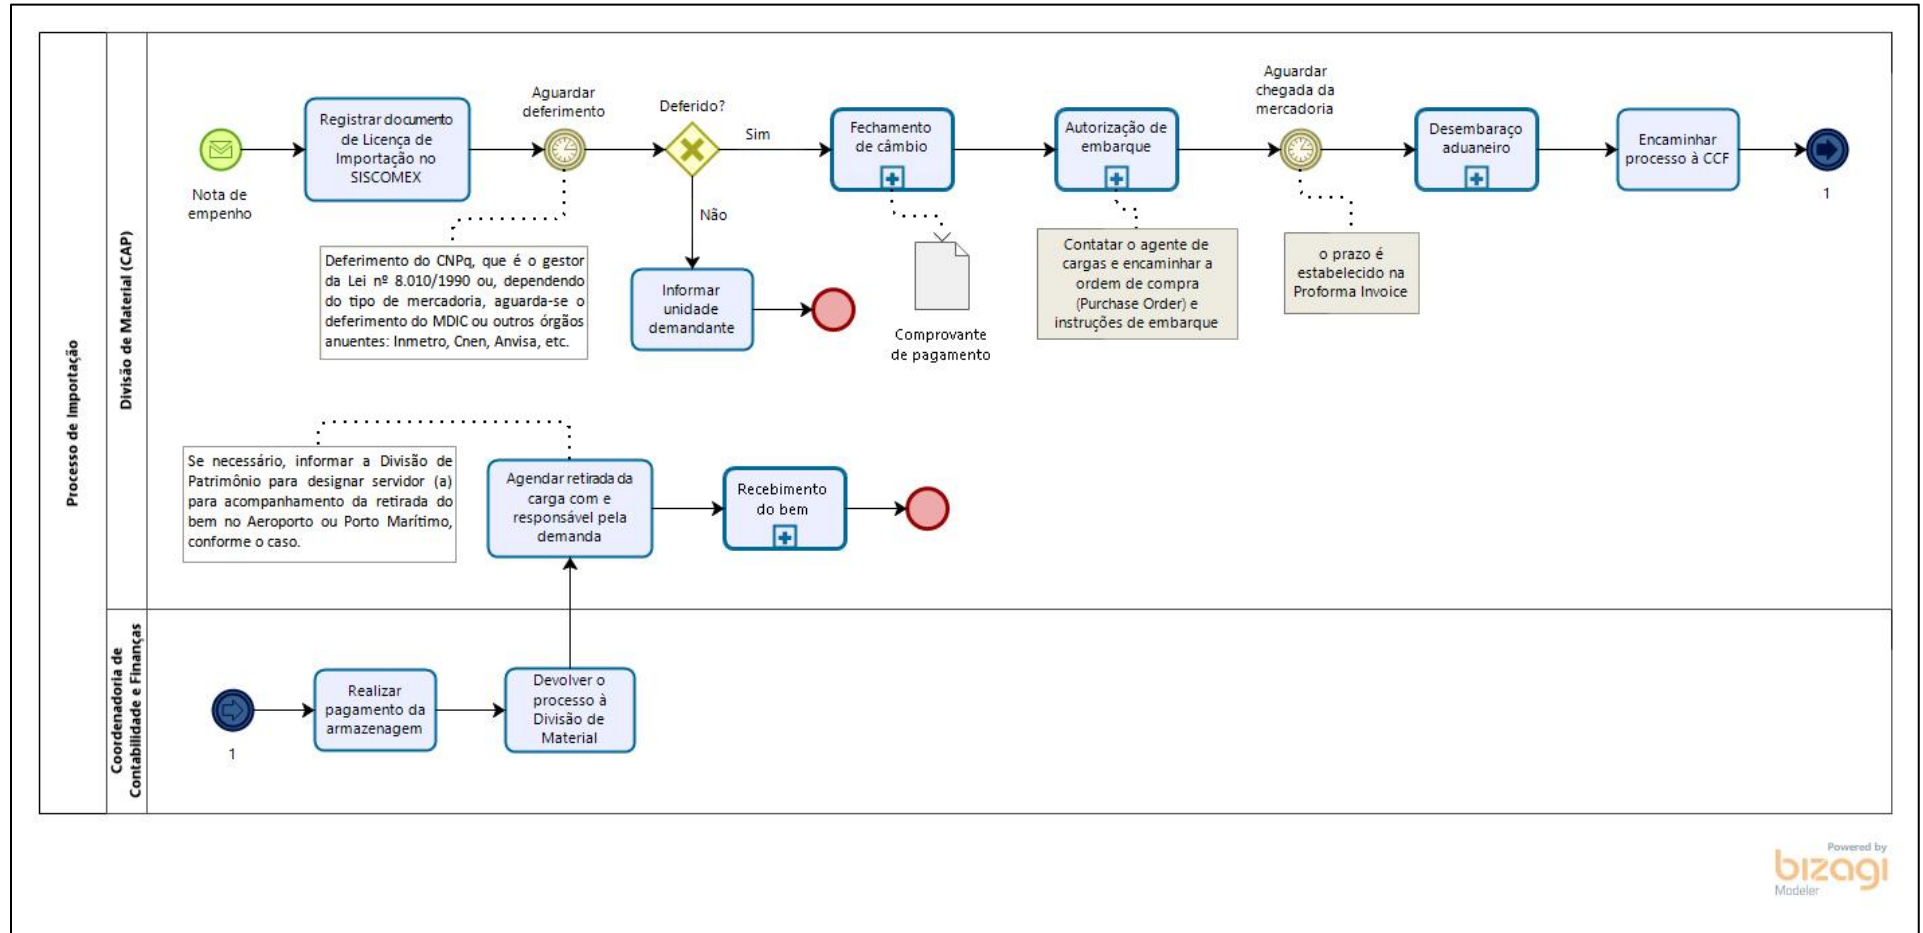 Processo de Importação
Divisão de Material (CAP)
Nota de
empenho
Registrar documento
de Licença de
Importação no
SISCOMEX
Aguardar
deferimento
Deferimento do CNPq, que é o gestor
da Lei nº 8.010/1990 ou, dependendo
do tipo de mercadoria, aguarda-se o
deferimento do MDIC ou outros órgãos
anuentes: Inmetro, Cnen, Anvisa, etc.
Deferido?
Sim
Não
Informar
unidade
demandante
Fechamento
de câmbio
Comprovante
de pagamento
Autorização de
embarque
Contatar o agente de
cargas e encaminhar a
ordem de compra
(Purchase Order) e
instruções de embarque
Aguardar
chegada da
mercadoria
o prazo é
estabelecido na
Proforma Invoice
Desembaraço
aduaneiro
Encaminhar
processo à CCF
1
Se necessário, informar a Divisão de
Patrimônio para designar servidor (a)
para acompanhamento da retirada do
bem no Aeroporto ou Porto Marítimo,
conforme o caso.
Agendar retirada da
carga com e
responsável pela
demanda
Recebimento
do bem
Coordenadoria de
Contabilidade e Finanças
1
Realizar
pagamento da
armazenagem
Devolver o
processo à
Divisão de
Material
Powered by
bizagi
Modeler